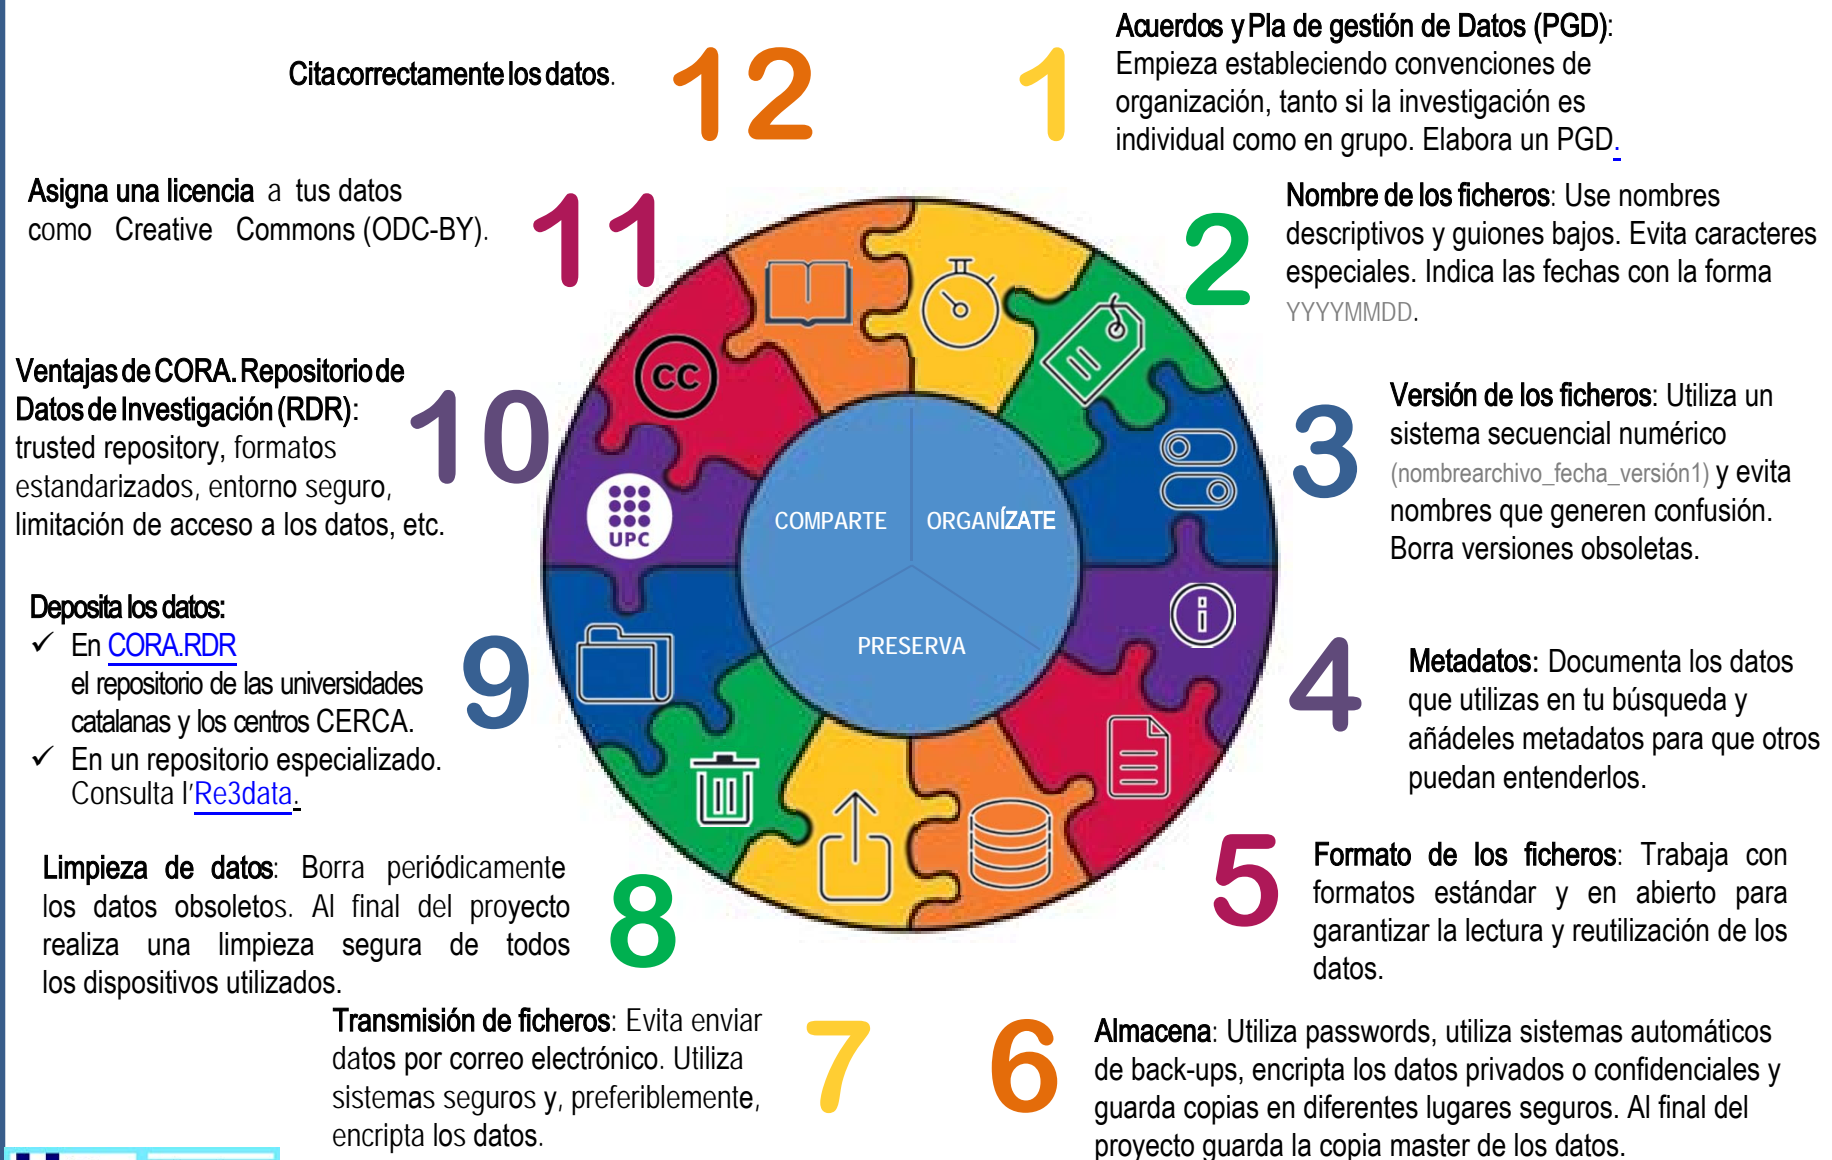 Acuerdos y Pla de gestión de Datos (PGD):
Empieza estableciendo convenciones de
organización, tanto si la investigación es
individual como en grupo. Elabora un PGD.
1
2
Nombre de los ficheros: Use nombres
descriptivos y guiones bajos. Evita caracteres
especiales. Indica las fechas con la forma
YYYYMMDD.
3
Versión de los ficheros: Utiliza un
sistema secuencial numérico
(nombrearchivo_fecha_versión1) y evita
nombres que generen confusión.
Borra versiones obsoletas.
4
Metadatos: Documenta los datos
que utilizas en tu búsqueda y
añádeles metadatos para que otros
puedan entenderlos.
5
Formato de los ficheros: Trabaja con
formatos estándar y en abierto para
garantizar la lectura y reutilización de los
datos.
6
Almacena: Utiliza passwords, utiliza sistemas automáticos
de back-ups, encripta los datos privados o confidenciales y
guarda copias en diferentes lugares seguros. Al final del
proyecto guarda la copia master de los datos.
7
Transmisión de ficheros: Evita enviar
datos por correo electrónico. Utiliza
sistemas seguros y, preferiblemente,
encripta los datos.
8
Limpieza de datos: Borra periódicamente
los datos obsoletos. Al final del proyecto
realiza una limpieza segura de todos
los dispositivos utilizados.
9
Deposita los datos:
✓ En CORA.RDR
el repositorio de las universidades
catalanas y los centros CERCA.
✓ En un repositorio especializado.
Consulta l'Re3data.
10
Ventajas de CORA. Repositorio de
Datos de Investigación (RDR):
trusted repository, formatos
estandarizados, entorno seguro,
limitación de acceso a los datos, etc.
11
Asigna una licencia a tus datos
como Creative Commons (ODC-BY).
12
Cita correctamente los datos.
COMPARTE
ORGANÍZATE
PRESERVA
CC
UPC
i